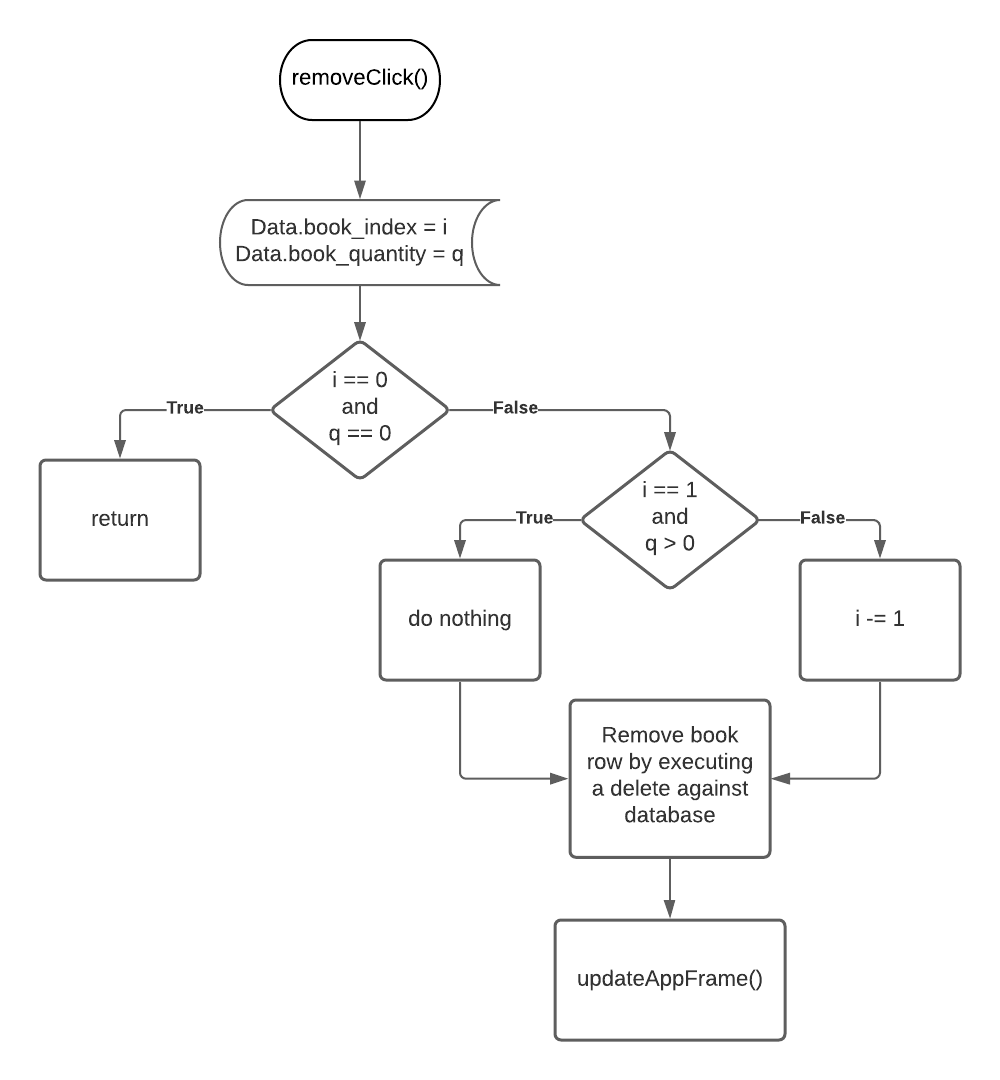 removeClick()
Data.book_index = i
Data.book_quantity = q
i == 0
and
q == 0
True
False
return
i == 1
and
q > 0
True
False
do nothing
i -= 1
Remove book
row by executing
a delete against
database
updateAppFrame()